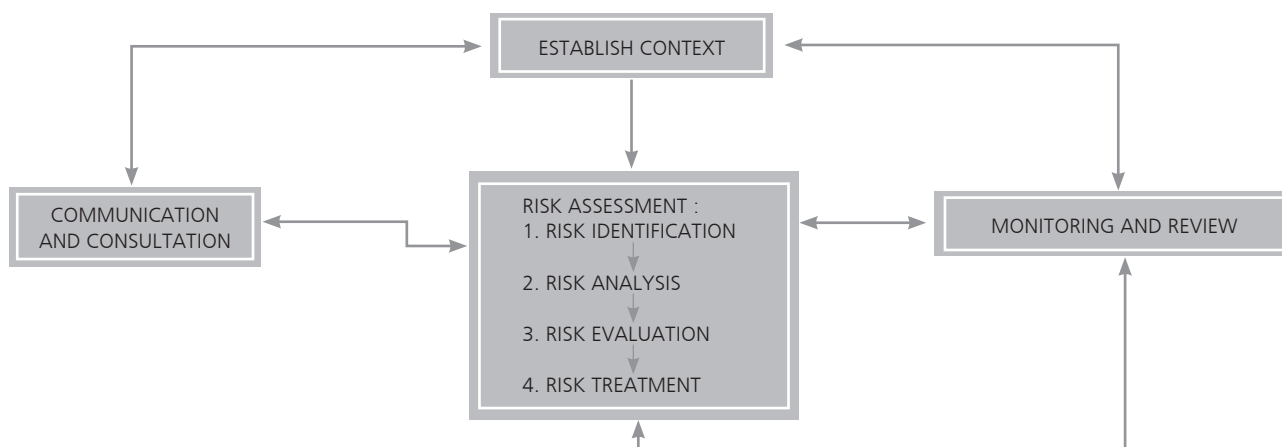 ESTABLISH CONTEXT
COMMUNICATION
AND CONSULTATION
RISK ASSESSMENT :
1. RISK IDENTIFICATION
2. RISK ANALYSIS
3. RISK EVALUATION
4. RISK TREATMENT
MONITORING AND REVIEW